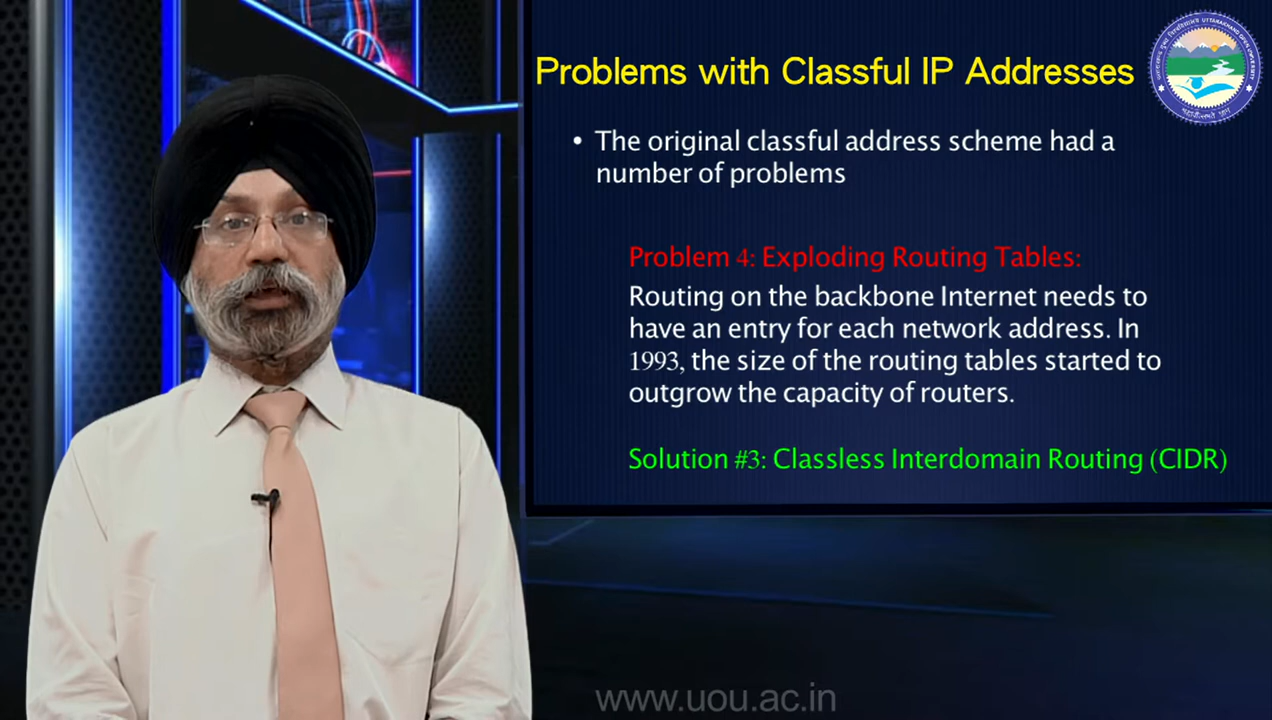 Problems with Classful IP Addresses
• The original classful address scheme had a
number of problems
Problem 4: Exploding Routing Tables:
Routing on the backbone Internet needs to
have an entry for each network address. In
1993, the size of the routing tables started to
outgrow the capacity of routers.
Solution #3: Classless Interdomain Routing (CIDR)
www.uou.ac.in